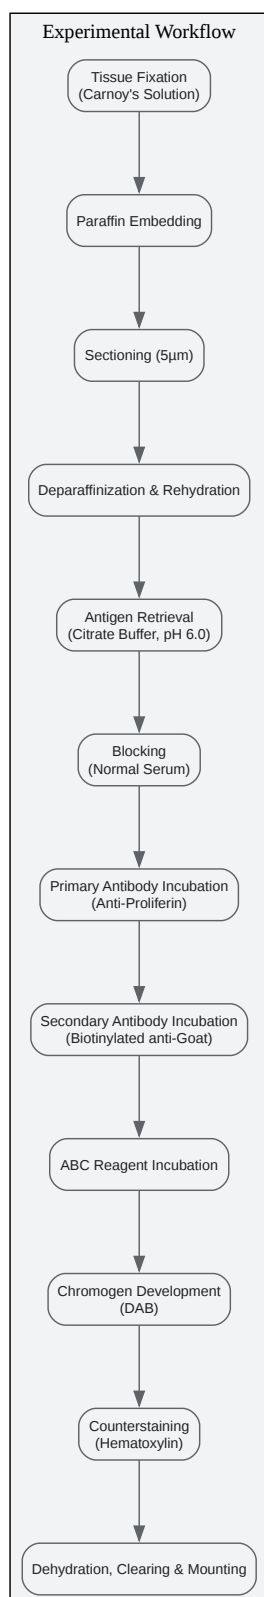 Experimental Workflow
Tissue Fixation
(Carnoy's Solution)
Paraffin Embedding
Sectioning (5µm)
Deparaffinization & Rehydration
Antigen Retrieval
(Citrate Buffer, pH 6.0)
Blocking
(Normal Serum)
Primary Antibody Incubation
(Anti-Proliferin)
Secondary Antibody Incubation
(Biotinylated anti-Goat)
ABC Reagent Incubation
Chromogen Development
(DAB)
Counterstaining
(Hematoxylin)
Dehydration, Clearing & Mounting